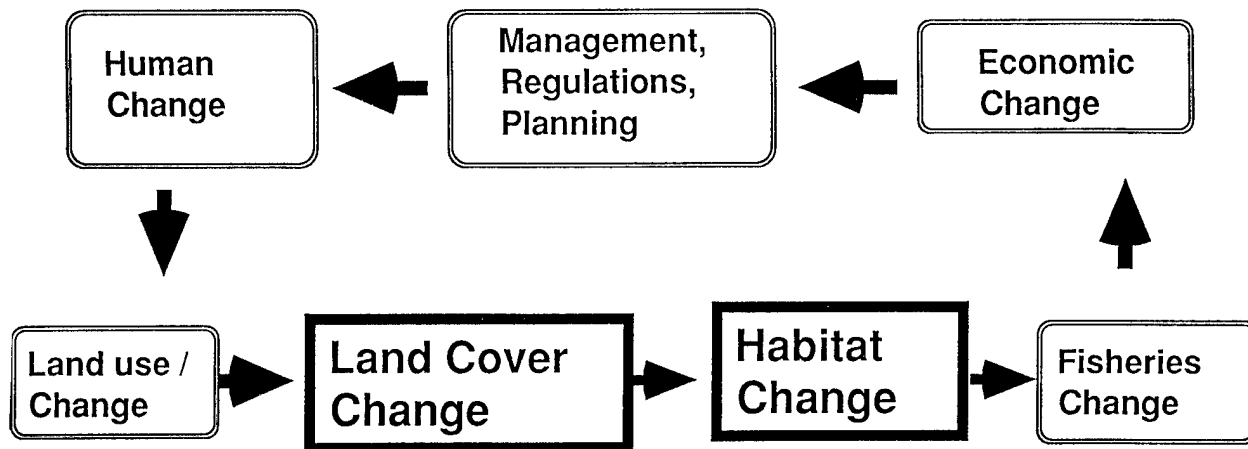 Human
Change
Management,
Regulations,
Planning
Economic
Change
Land use /
Change
Land Cover
Change
Habitat
Change
Fisheries
Change